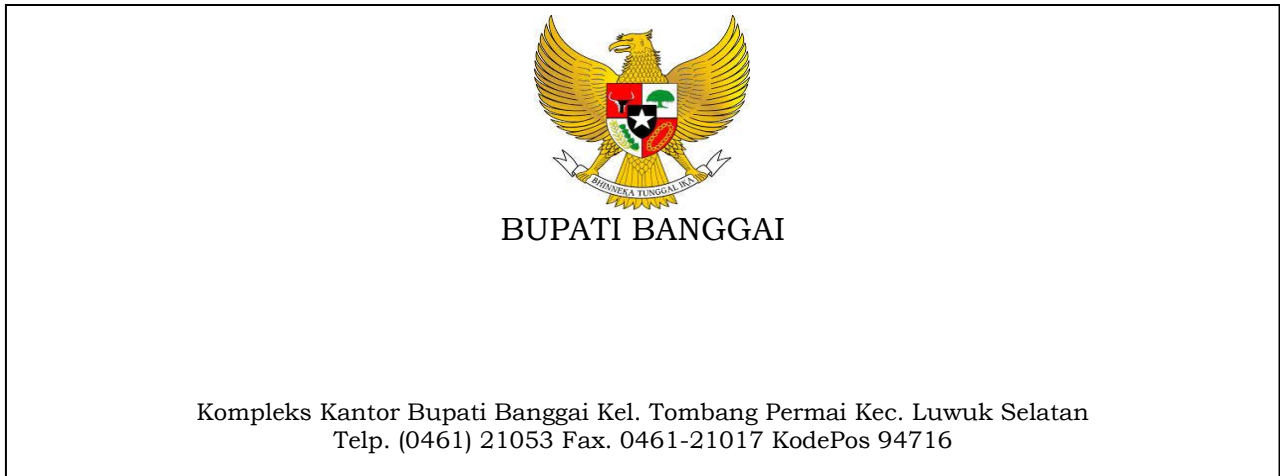 BHINNEKA TUNGGAL IKA
BUPATI BANGGAI
Kompleks Kantor Bupati Banggai Kel. Tombang Permai Kec. Luwuk Selatan
Telp. (0461) 21053 Fax. 0461-21017 KodePos 94716